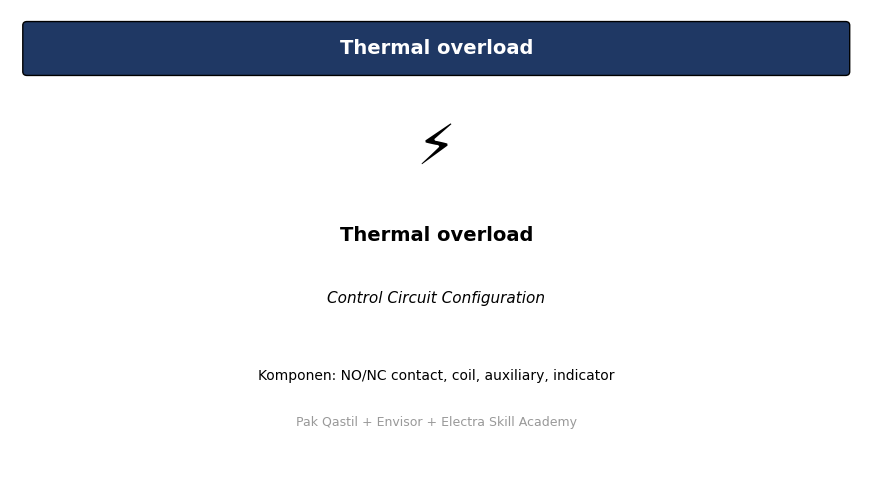 Thermal overload
⚡
Thermal overload
Control Circuit Configuration
Komponen: NO/NC contact, coil, auxiliary, indicator
Pak Qastil + Envisor + Electra Skill Academy